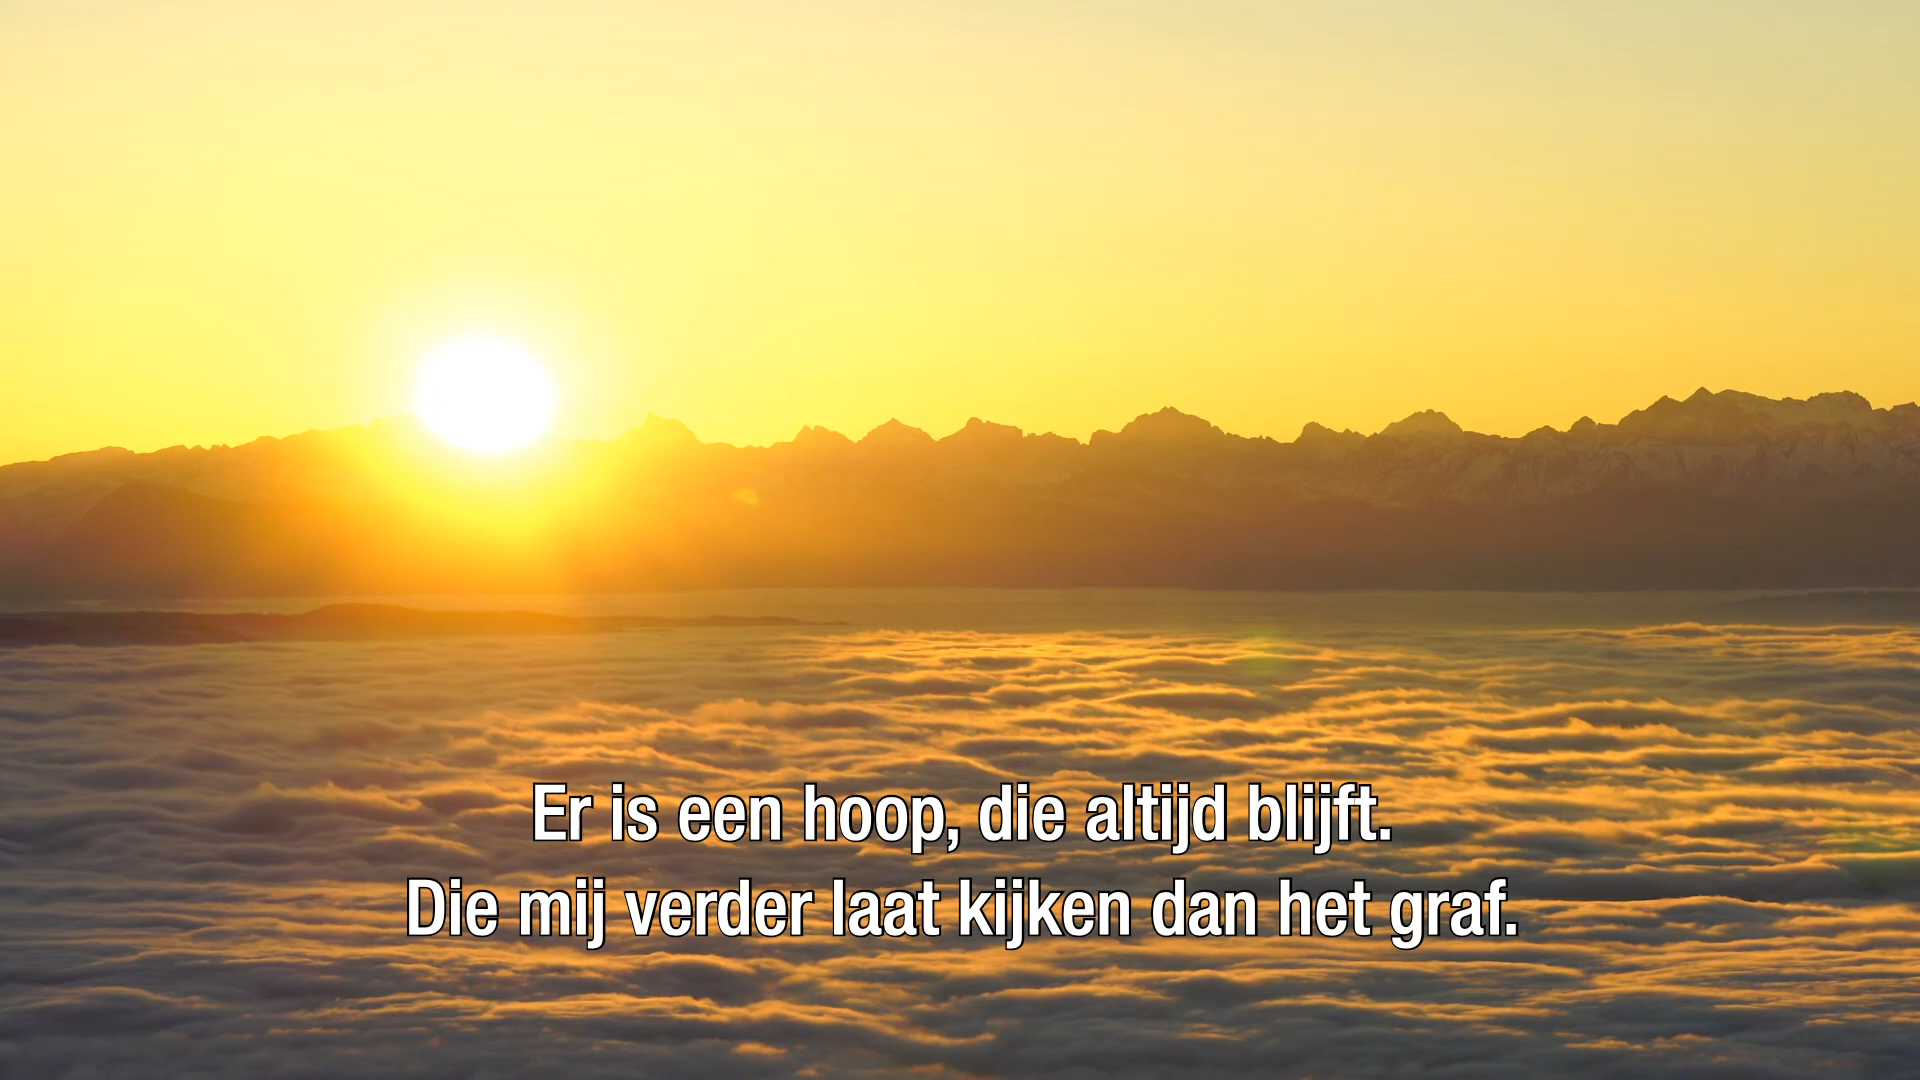 Er is een hoop, die altijd blijft.
Die mij verder laat kijken dan het graf.